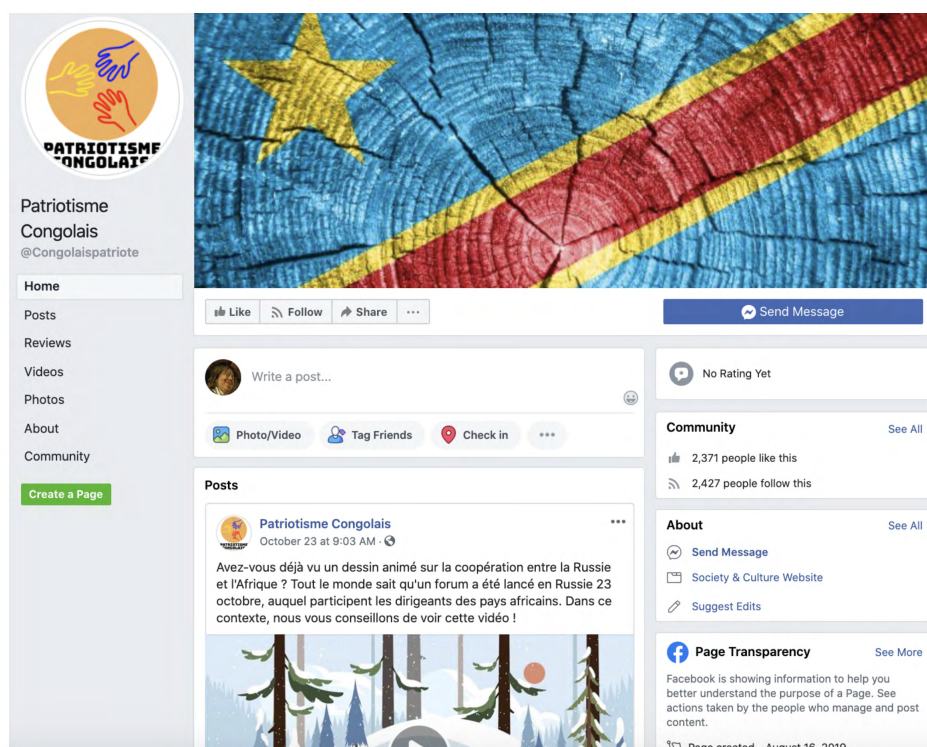 PATRIOTISME
CONGOLAIS
Patriotisme
Congolais
@Congolaispatriote
Home
Posts
Reviews
Videos
Photos
About
Community
Create a Page
Like
Follow
Share
Send Message
Write a post...
Photo/Video
Tag Friends
Check in
Posts
Patriotisme Congolais
October 23 at 9:03 AM ·
Avez-vous déjà vu un dessin animé sur la coopération entre la Russie
et l'Afrique ? Tout le monde sait qu'un forum a été lancé en Russie 23
octobre, auquel participent les dirigeants des pays africains. Dans ce
contexte, nous vous conseillons de voir cette vidéo !
No Rating Yet
Community
See All
2,371 people like this
2,427 people follow this
About
See All
Send Message
Society & Culture Website
Suggest Edits
Page Transparency
See More
Facebook is showing information to help you
better understand the purpose of a Page. See
actions taken by the people who manage and post
content.
Page created - August 16, 2019